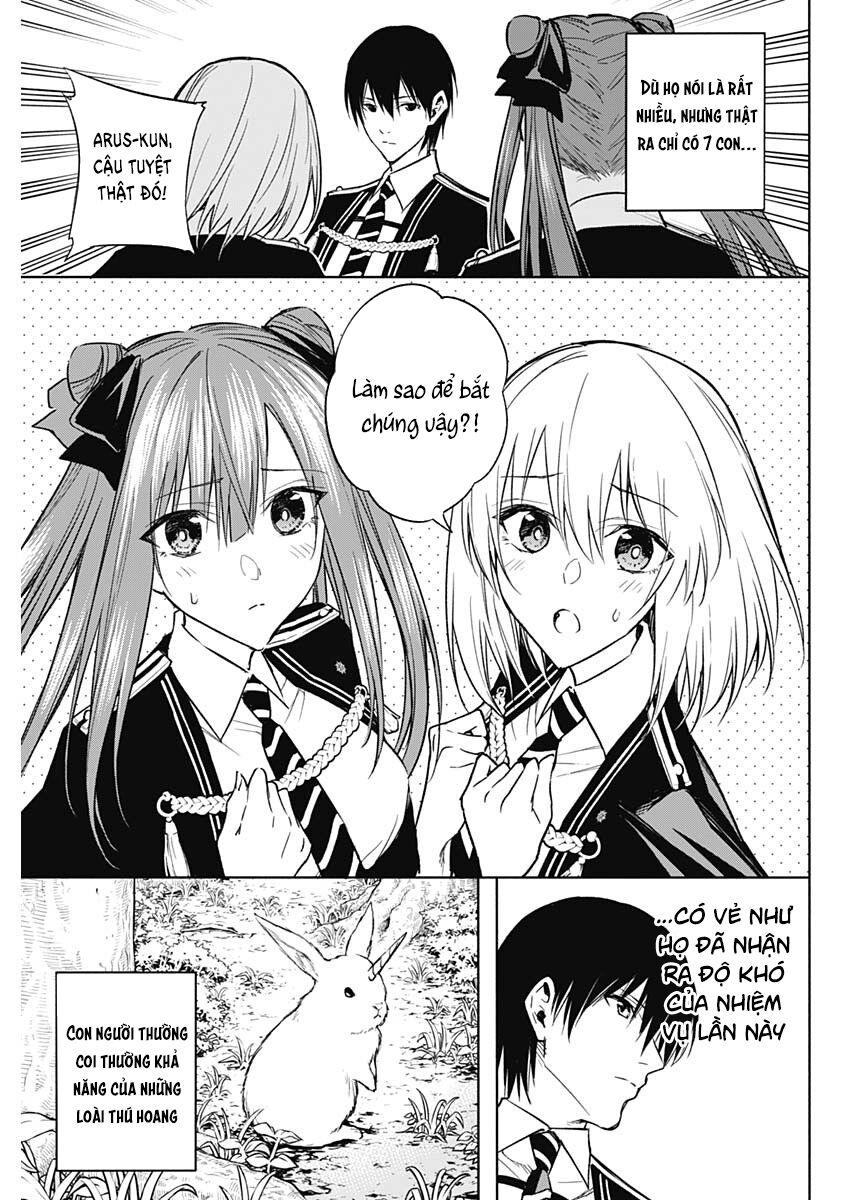 DÙ HỌ NÓI LÀ RẤT
NHIỀU, NHƯNG THẬT
RA CHỈ CÓ 7 CON...
ARUS-KUN,
CẬU TUYỆT
THẬT ĐÓ!
Làm sao để bắt
chúng vậy?!
...CÓ VẺ NHƯ
HỌ ĐÃ NHẬN
RA ĐỘ KHÓ
CỦA NHIỆM
VỤ LẦN NÀY
CON NGƯỜI THƯỜNG
COI THƯỜNG KHẢ
NĂNG CỦA NHỮNG
LOÀI THÚ HOANG